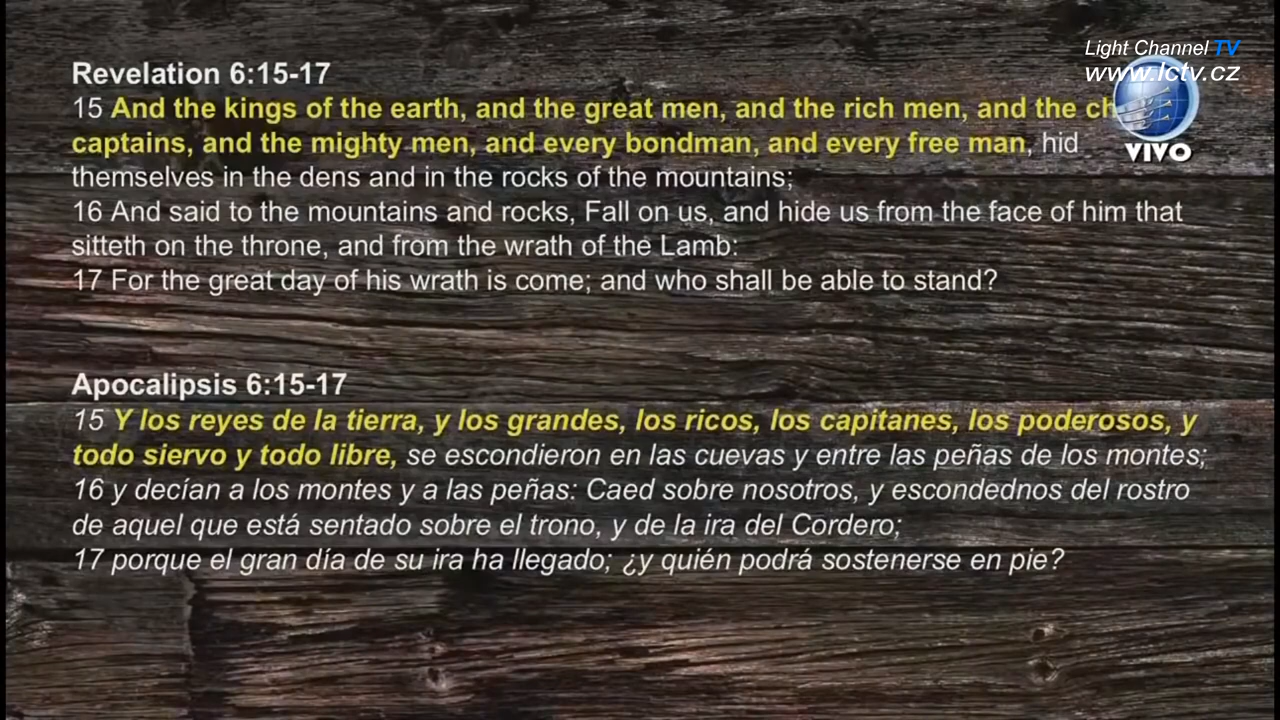 Light Channel TV
www.lctv.cz
VIVO
Revelation 6:15-17
15 And the kings of the earth, and the great men, and the rich men, and the ch
captains, and the mighty men, and every bondman, and every free man, hid
themselves in the dens and in the rocks of the mountains;
16 And said to the mountains and rocks, Fall on us, and hide us from the face of him that
sitteth on the throne, and from the wrath of the Lamb:
17 For the great day of his wrath is come; and who shall be able to stand?
Apocalipsis 6:15-17
15 Y los reyes de la tierra, y los grandes, los ricos, los capitanes, los poderosos, y
todo siervo y todo libre, se escondieron en las cuevas y entre las peñas de los montes;
16 y decían a los montes y a las peñas: Caed sobre nosotros, y escondednos del rostro
de aquel que está sentado sobre el trono, y de la ira del Cordero;
17 porque el gran día de su ira ha llegado; ¿y quién podrá sostenerse en pie?